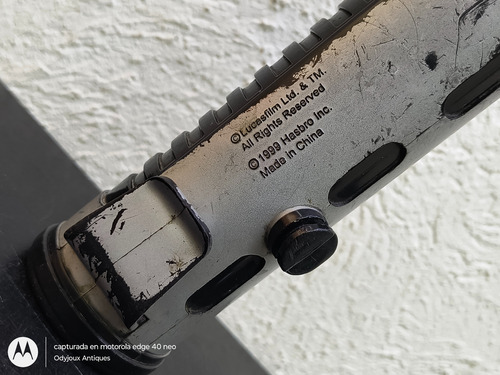 ©Lucasfilm Ltd. & TM.
All Rights Reserved
©1999 Hasbro Inc.
Made in China
capturada en motorola edge 40 neo
Odyjoux Antiques